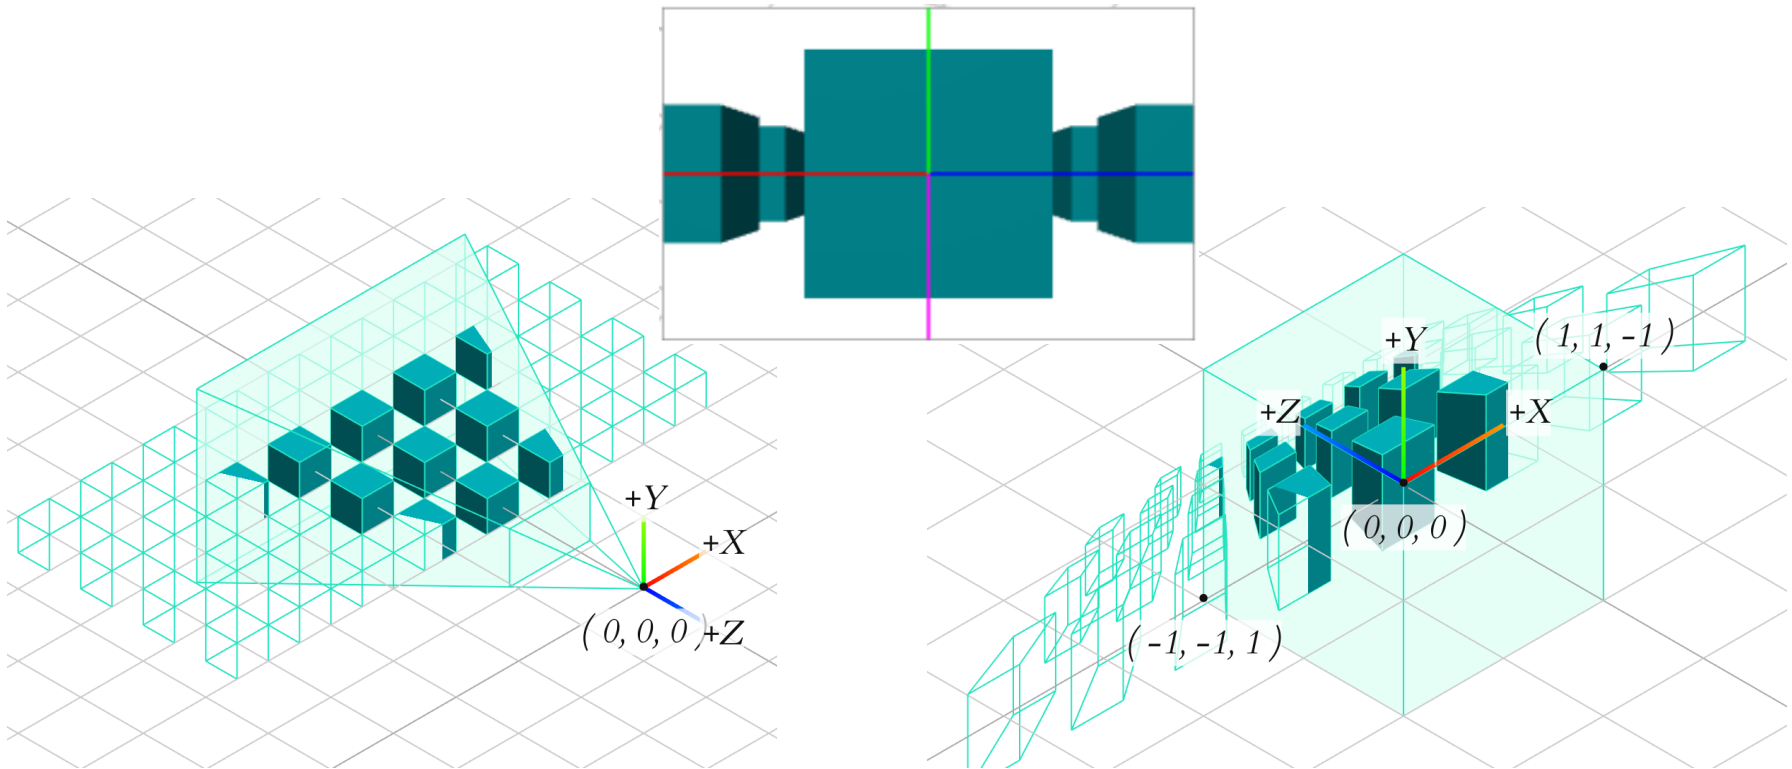 +Y
+X
( 0, 0, 0 )
+Z
+Y
( 1, 1, -1 )
+Z
+X
( 0, 0, 0 )
( -1, -1, 1 )